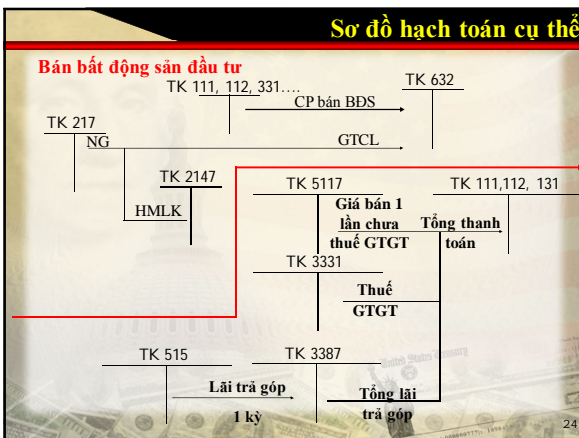 Sơ đồ hạch toán cụ thể
Bán bất động sản đầu tư
TK 111, 112, 331….
TK 632
CP bán BĐS
TK 217
NG
GTCL
TK 2147
HMLK
TK 5117
TK 111,112, 131
Giá bán 1
lần chưa
thuế GTGT
Tổng thanh
toán
TK 3331
Thuế
GTGT
TK 515
TK 3387
Lãi trả góp
1 kỳ
Tổng lãi
trả góp
24